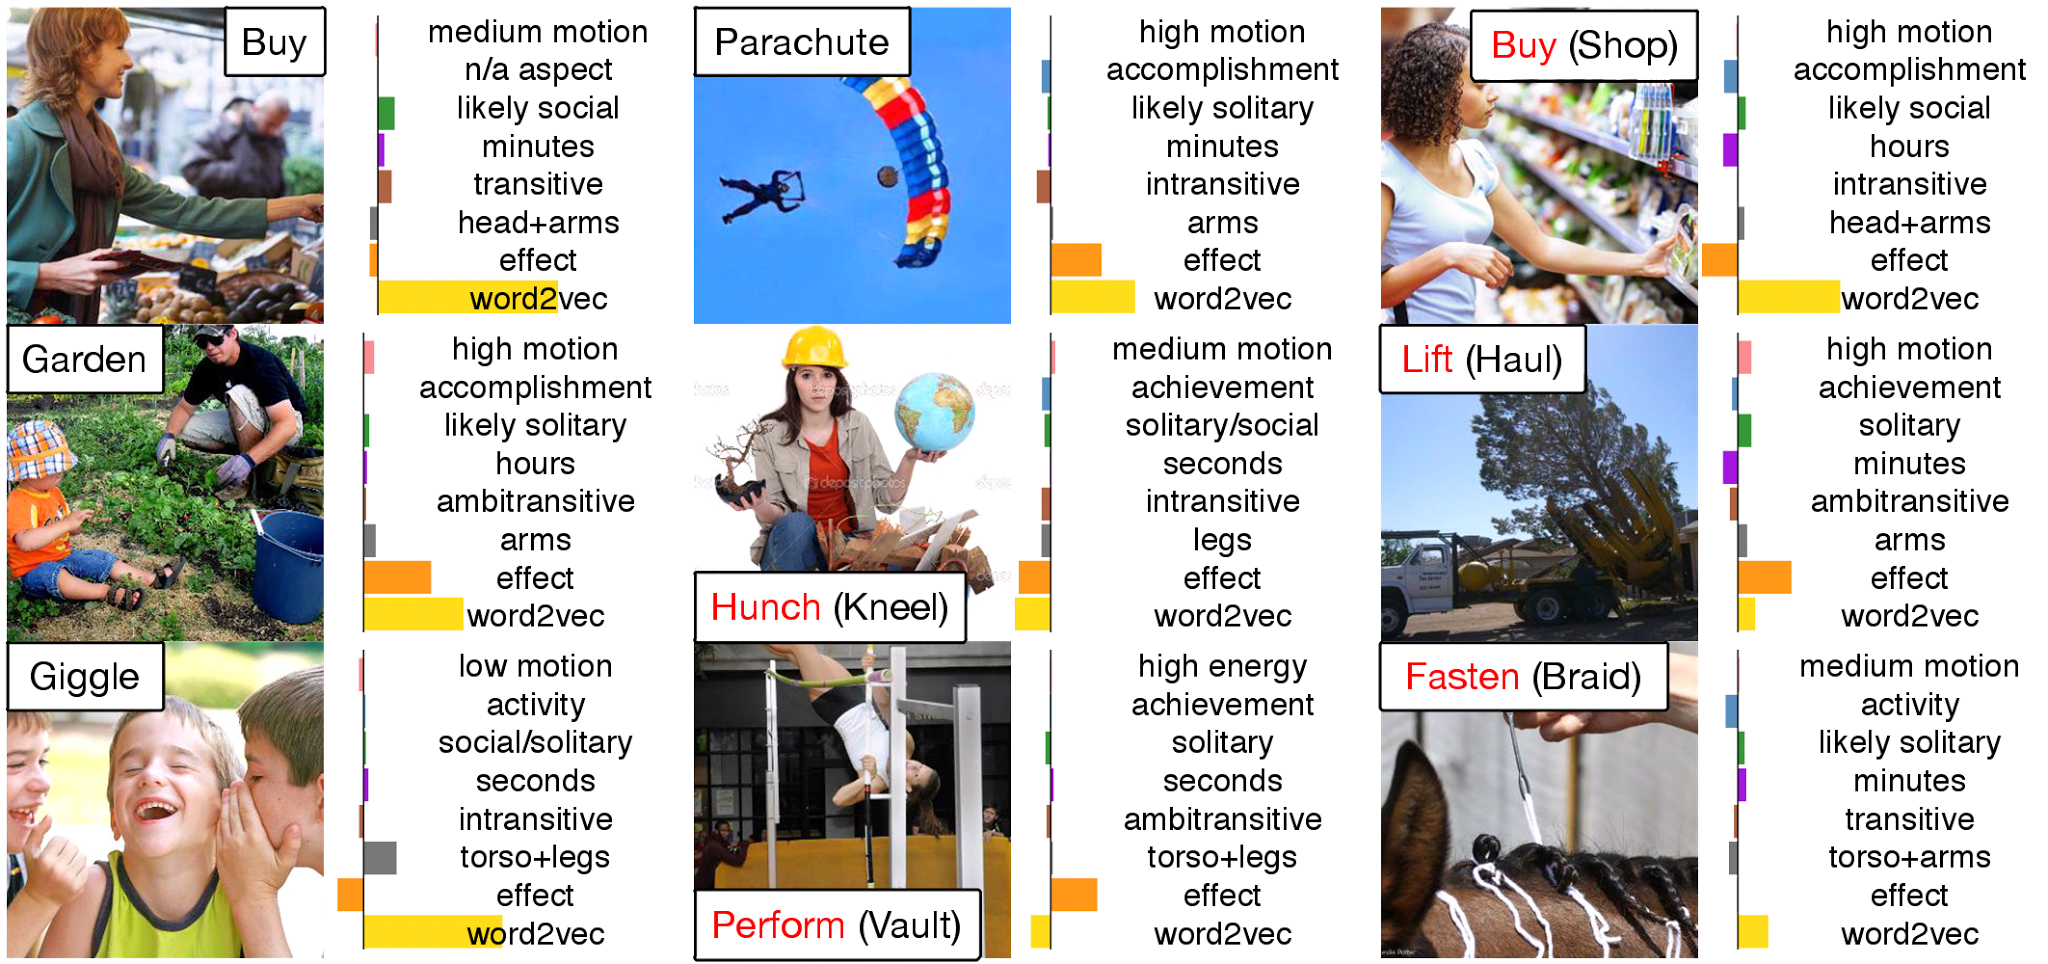 Buy
medium motion
n/a aspect
likely social
minutes
transitive
head+arms
effect
word2vec
Parachute
high motion
accomplishment
likely solitary
minutes
intransitive
arms
effect
word2vec
Buy (Shop)
high motion
accomplishment
likely social
hours
intransitive
head+arms
effect
word2vec
Garden
high motion
accomplishment
likely solitary
hours
ambitransitive
arms
effect
word2vec
depositphotos
Hunch (Kneel)
medium motion
achievement
solitary/social
seconds
intransitive
legs
effect
word2vec
Lift (Haul)
high motion
achievement
solitary
minutes
ambitransitive
arms
effect
word2vec
Giggle
low motion
activity
social/solitary
seconds
intransitive
torso+legs
effect
word2vec
Perform (Vault)
high energy
achievement
solitary
seconds
ambitransitive
torso+legs
effect
word2vec
Fasten (Braid)
medium motion
activity
likely solitary
minutes
transitive
torso+arms
effect
word2vec